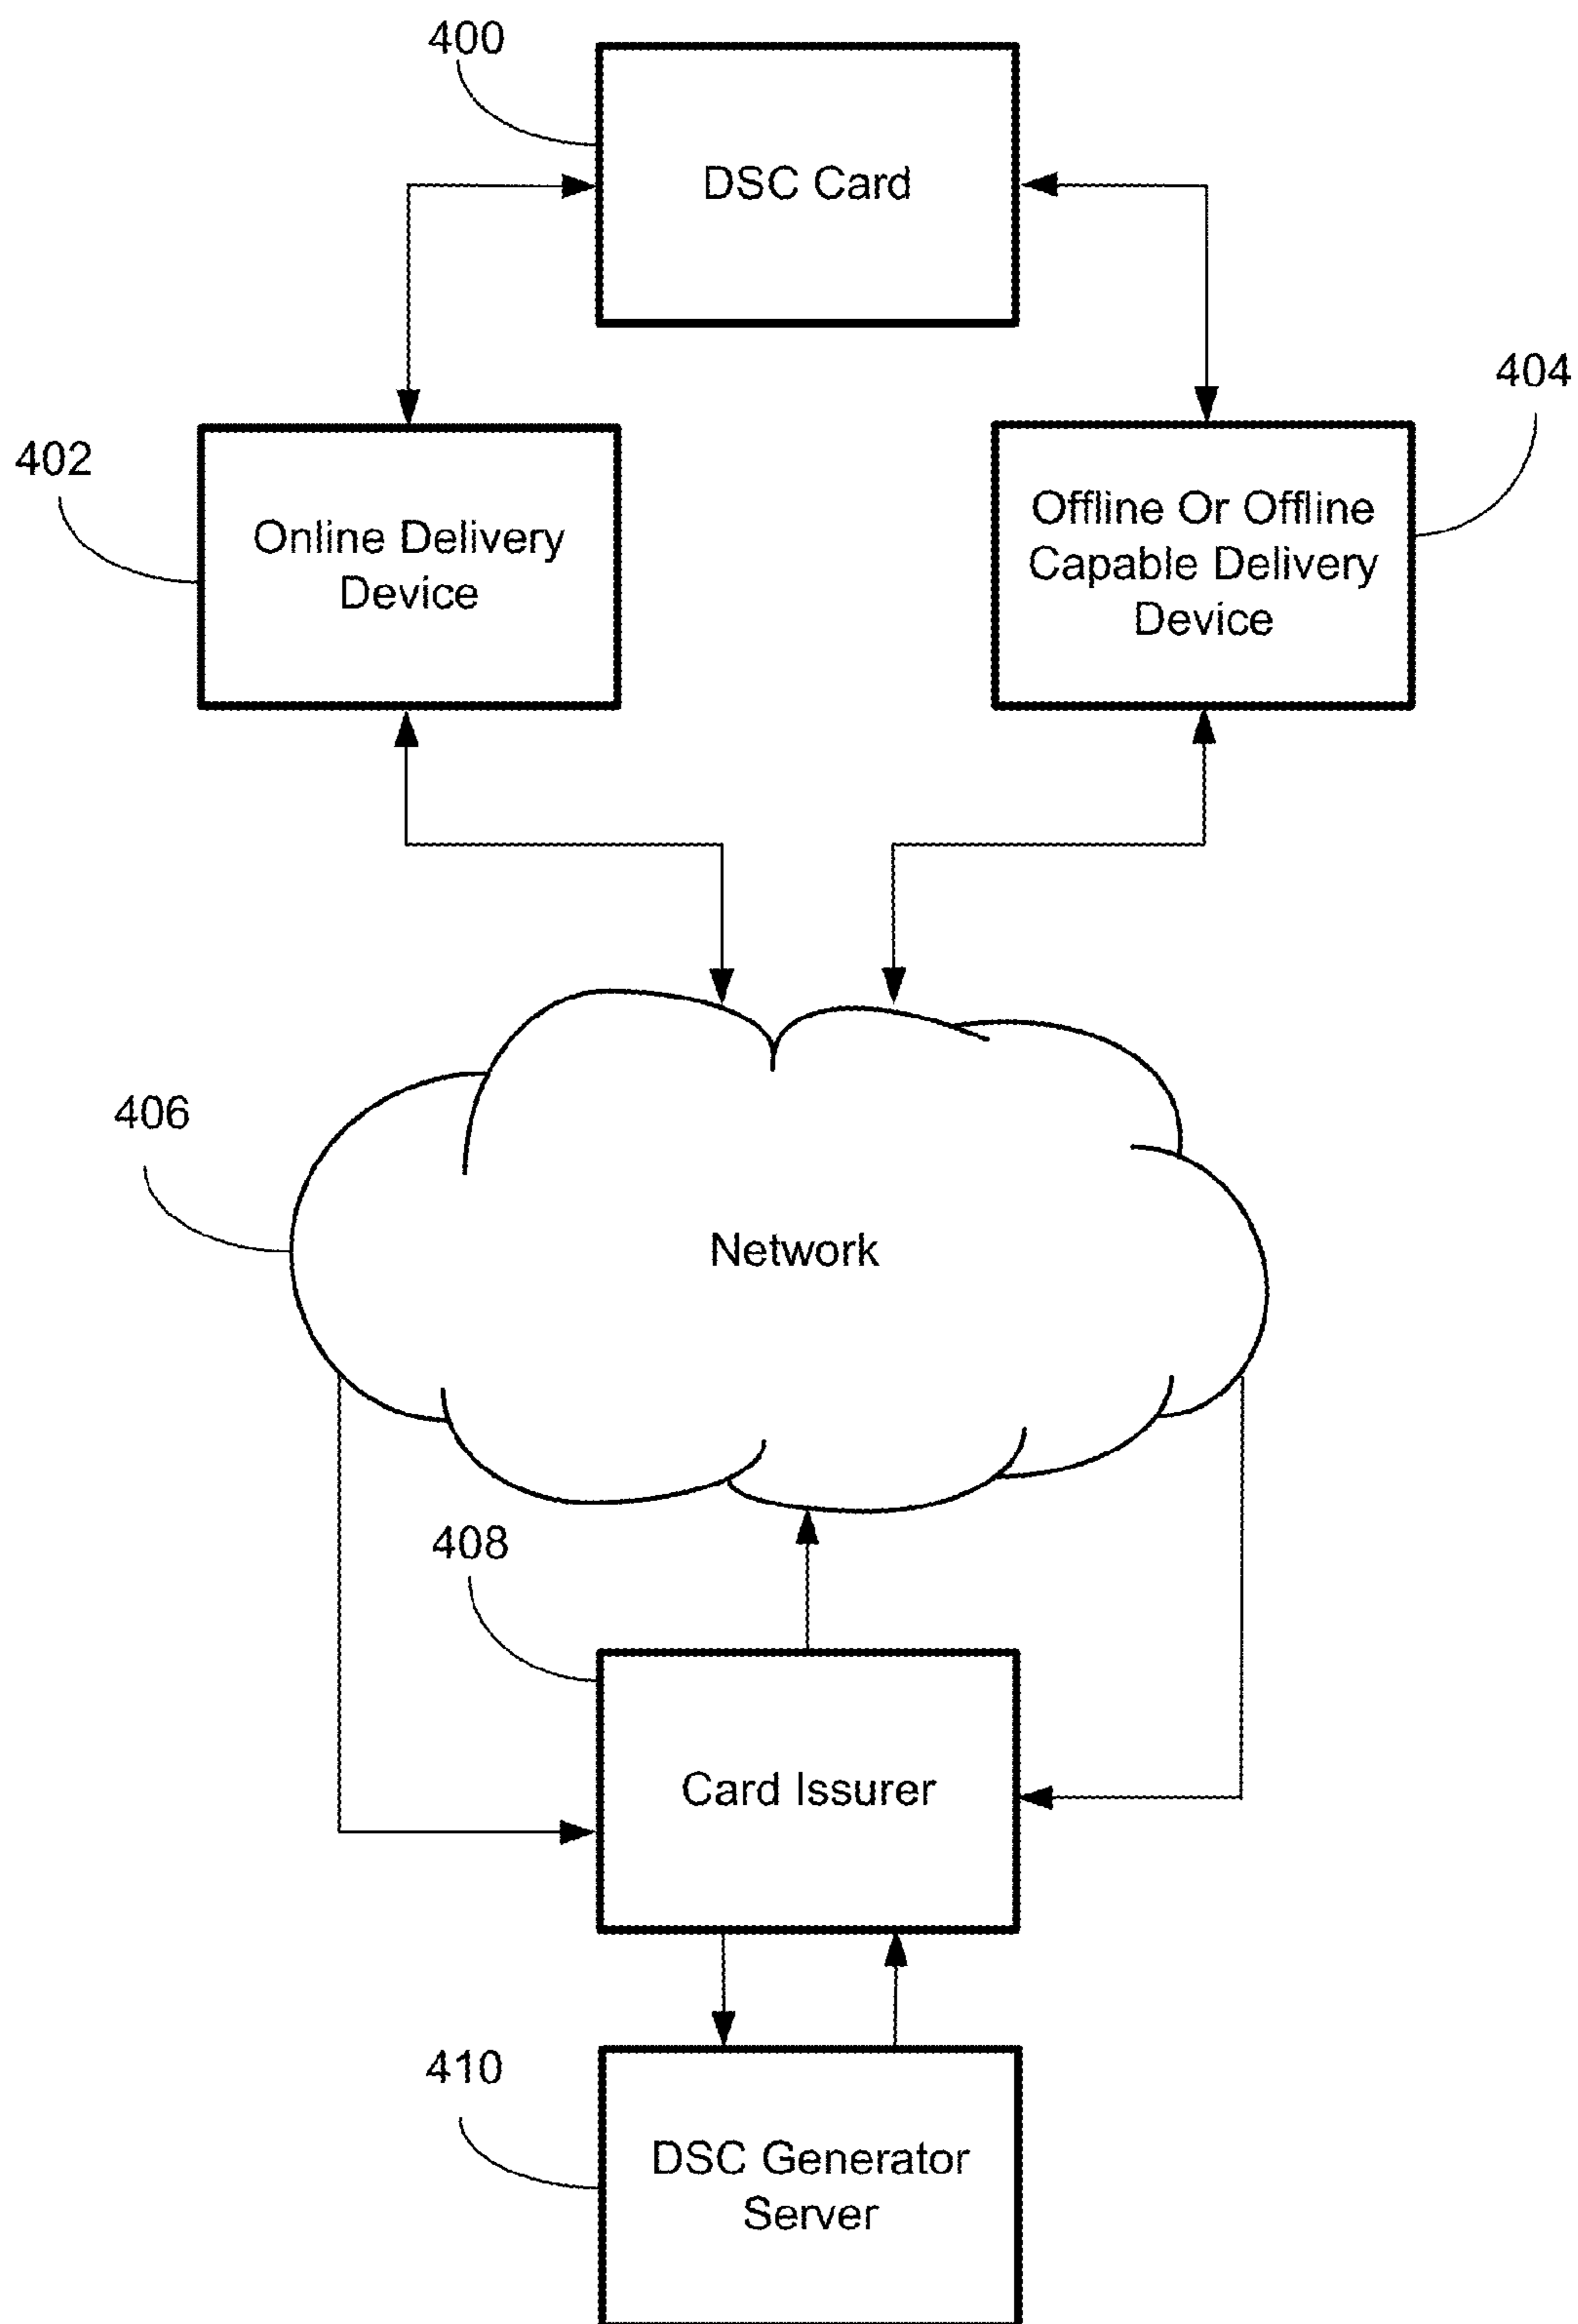 400
DSC Card
404
402
Online Delivery
Device
Offline Or Offline
Capable Delivery
Device
406
Network
408
Card Issurer
410
DSC Generator
Server